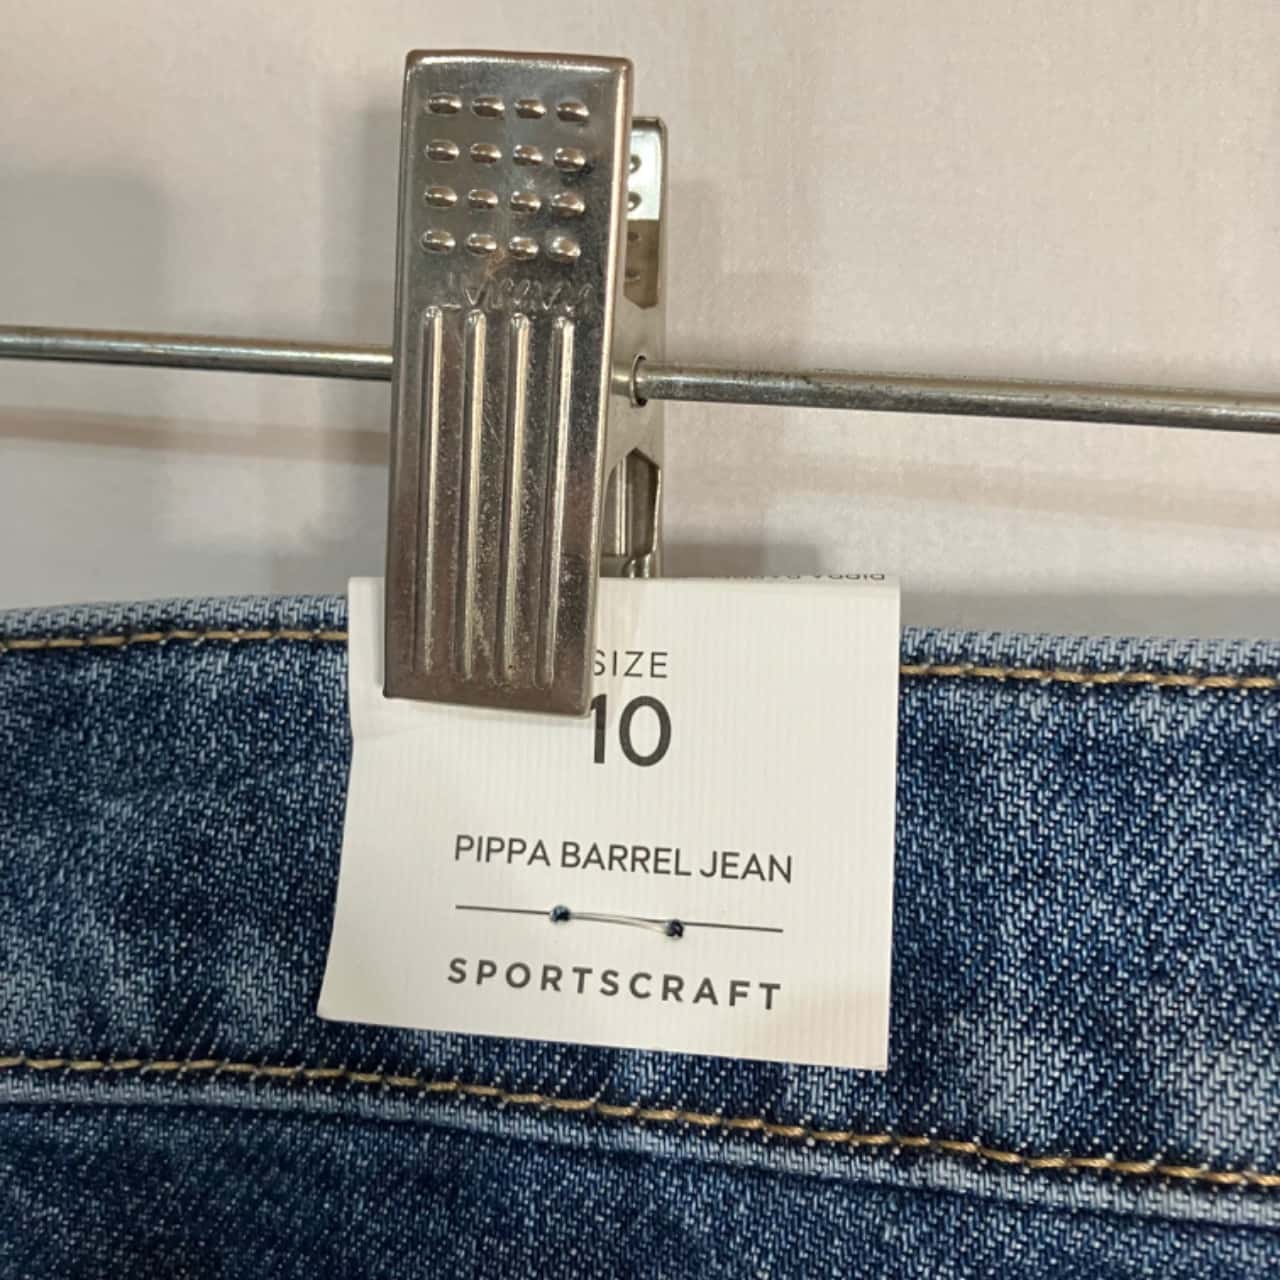 SIZE
10
PIPPA BARREL JEAN
SPORTSCRAFT